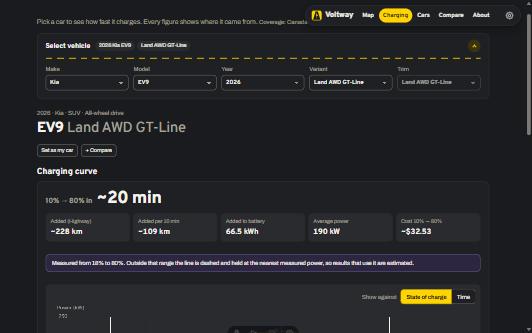 Voltway Map Charging Cars Compare About
Pick a car to see how fast it charges. Every figure shows where it came from. Coverage: Canada
Select vehicle 2026 Kia EV9 Land AWD GT-Line
Make Model Year Variant Trim
Kia EV9 2026 Land AWD GT-Line Land AWD GT-Line
2026 · Kia · SUV · All-wheel drive
EV9 Land AWD GT-Line
Set as my car + Compare
Charging curve
10% → 80% in ~20 min
Added (Highway) Added per 10 min Added to battery Average power Cost 10% → 80%
~228 km ~109 km 66.5 kWh 190 kW ~$32.53
Measured from 18% to 80%. Outside that range the line is dashed and held at the nearest measured power, so results that use it are estimated.
Show against State of charge Time
Power (kW)
250